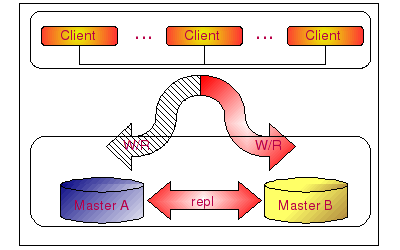 Client ... Client ... Client
W/R W/R
Master A repl Master B